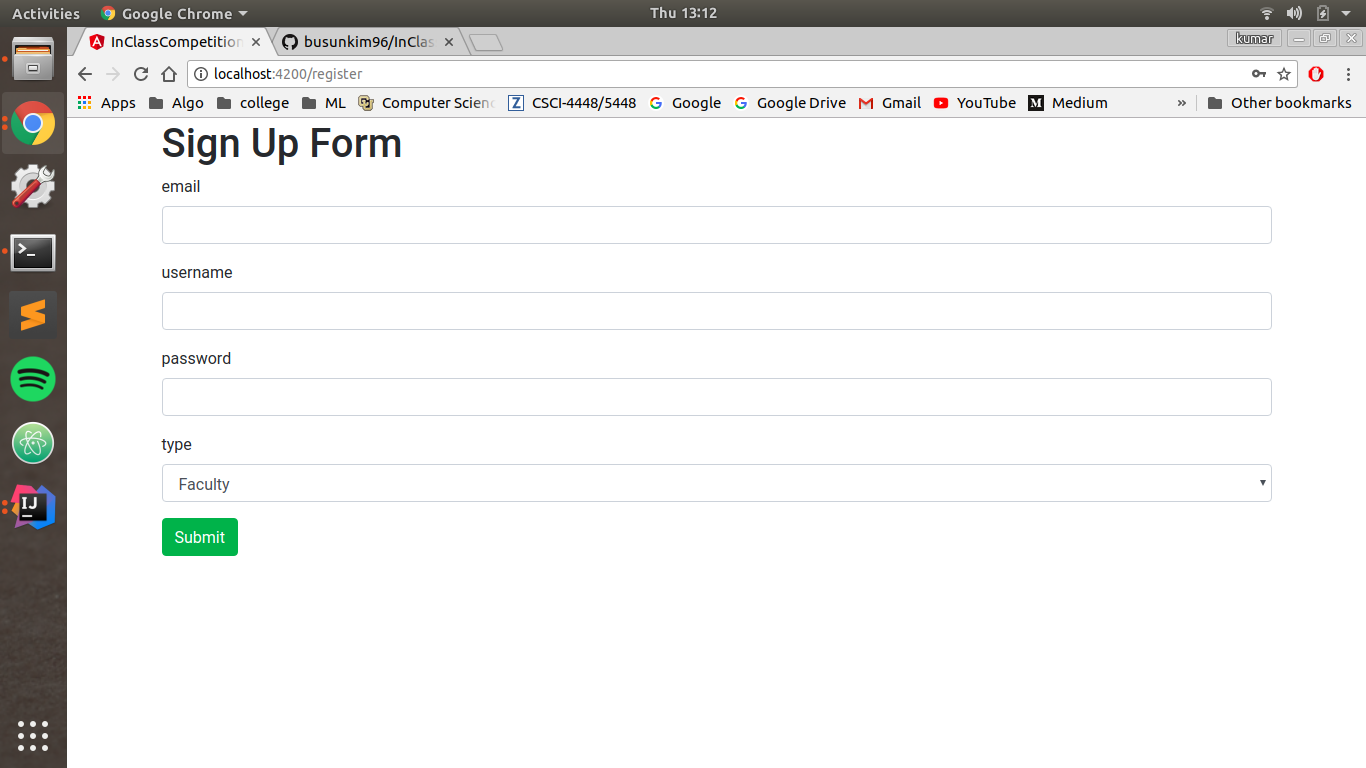 Activities Google Chrome Thu 13:12
InClassCompetition busunkim96/InClas kumar
localhost:4200/register
Apps Algo college ML Computer Scienc CSCI-4448/5448 Google Google Drive Gmail YouTube M Medium » Other bookmarks
Sign Up Form
email
username
password
type
Faculty
Submit
IJ